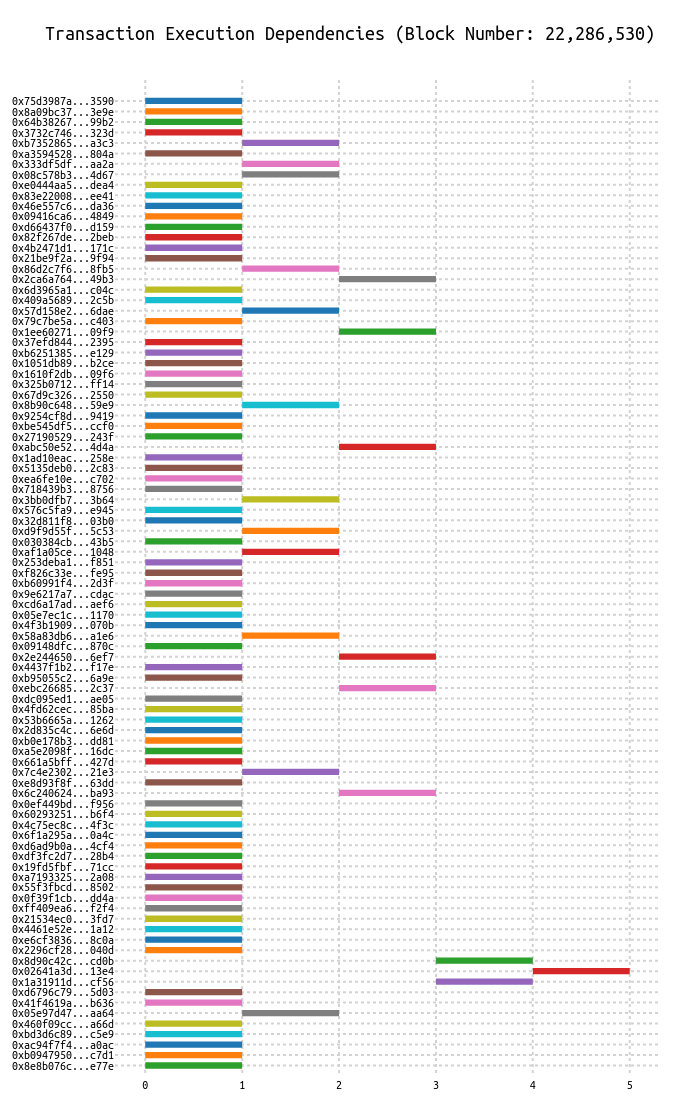 Transaction Execution Dependencies (Block Number: 22,286,530)
0x75d3987a...3590
0x8a09bc37...3e9e
0x64b38267...99b2
0x3732c746...323d
0xb7352865...a3c3
0xa3594528...804a
0x333df5df...aa2a
0x08c578b3...4d67
0xe0444aa5...dea4
0x83e22008...ee41
0x46e557c6...da36
0x09416ca6...4849
0xd66437f0...d159
0x82f267de...2beb
0x4b2471d1...171c
0x21be9f2a...9f94
0x86d2c7f6...8fb5
0x2ca6a764...49b3
0x6d3965a1...c04c
0x409a5689...2c5b
0x57d158e2...6dae
0x79c7be5a...c403
0x1ee60271...09f9
0x37efd844...2395
0xb6251385...e129
0x1051db89...b2ce
0x1610f2db...09f6
0x325b0712...ff14
0x67d9c326...2550
0x8b90c648...59e9
0x9254cf8d...9419
0xbe545df5...ccf0
0x27190529...243f
0xabc50e52...4d4a
0x1ad10eac...258e
0x5135deb0...2c83
0xea6fe10e...c702
0x718439b3...8756
0x3bb0dfb7...3b64
0x576c5fa9...e945
0x32d811f8...03b0
0xd9f9d55f...5c53
0x030384cb...43b5
0xaf1a05ce...1048
0x253deba1...f851
0xf826c33e...fe95
0xb60991f4...2d3f
0x9e6217a7...cdac
0xcd6a17ad...aef6
0x05e7ec1c...1170
0x4f3b1909...070b
0x58a83db6...a1e6
0x09148dfc...870c
0x2e244650...6ef7
0x4437f1b2...f17e
0xb95055c2...6a9e
0xebc26685...2c37
0xdc095ed1...ae05
0x4fd62cec...85ba
0x53b6665a...1262
0x2d835c4c...6e6d
0xb0e178b3...dd81
0xa5e2098f...16dc
0x661a5bff...427d
0x7c4e2302...21e3
0xe8d93f8f...63dd
0x6c240624...ba93
0x0ef449bd...f956
0x60293251...b6f4
0x4c75ec8c...4f3c
0x6f1a295a...0a4c
0xd6ad9b0a...4cf4
0xdf3fc2d7...28b4
0x19fd5fbf...71cc
0xa7193325...2a08
0x55f3fbcd...8502
0x0f39f1cb...dd4a
0xff409ea6...f2f4
0x21534ec0...3fd7
0x4461e52e...1a12
0xe6cf3836...8c0a
0x2296cf28...040d
0x8d90c42c...cd0b
0x02641a3d...13e4
0x1a31911d...cf56
0xd6796c79...5d03
0x41f4619a...b636
0x05e97d47...aa64
0x460f09cc...a66d
0xbd3d6c89...c5e9
0xac94f7f4...a0ac
0xb0947950...c7d1
0x8e8b076c...e77e
0 1 2 3 4 5